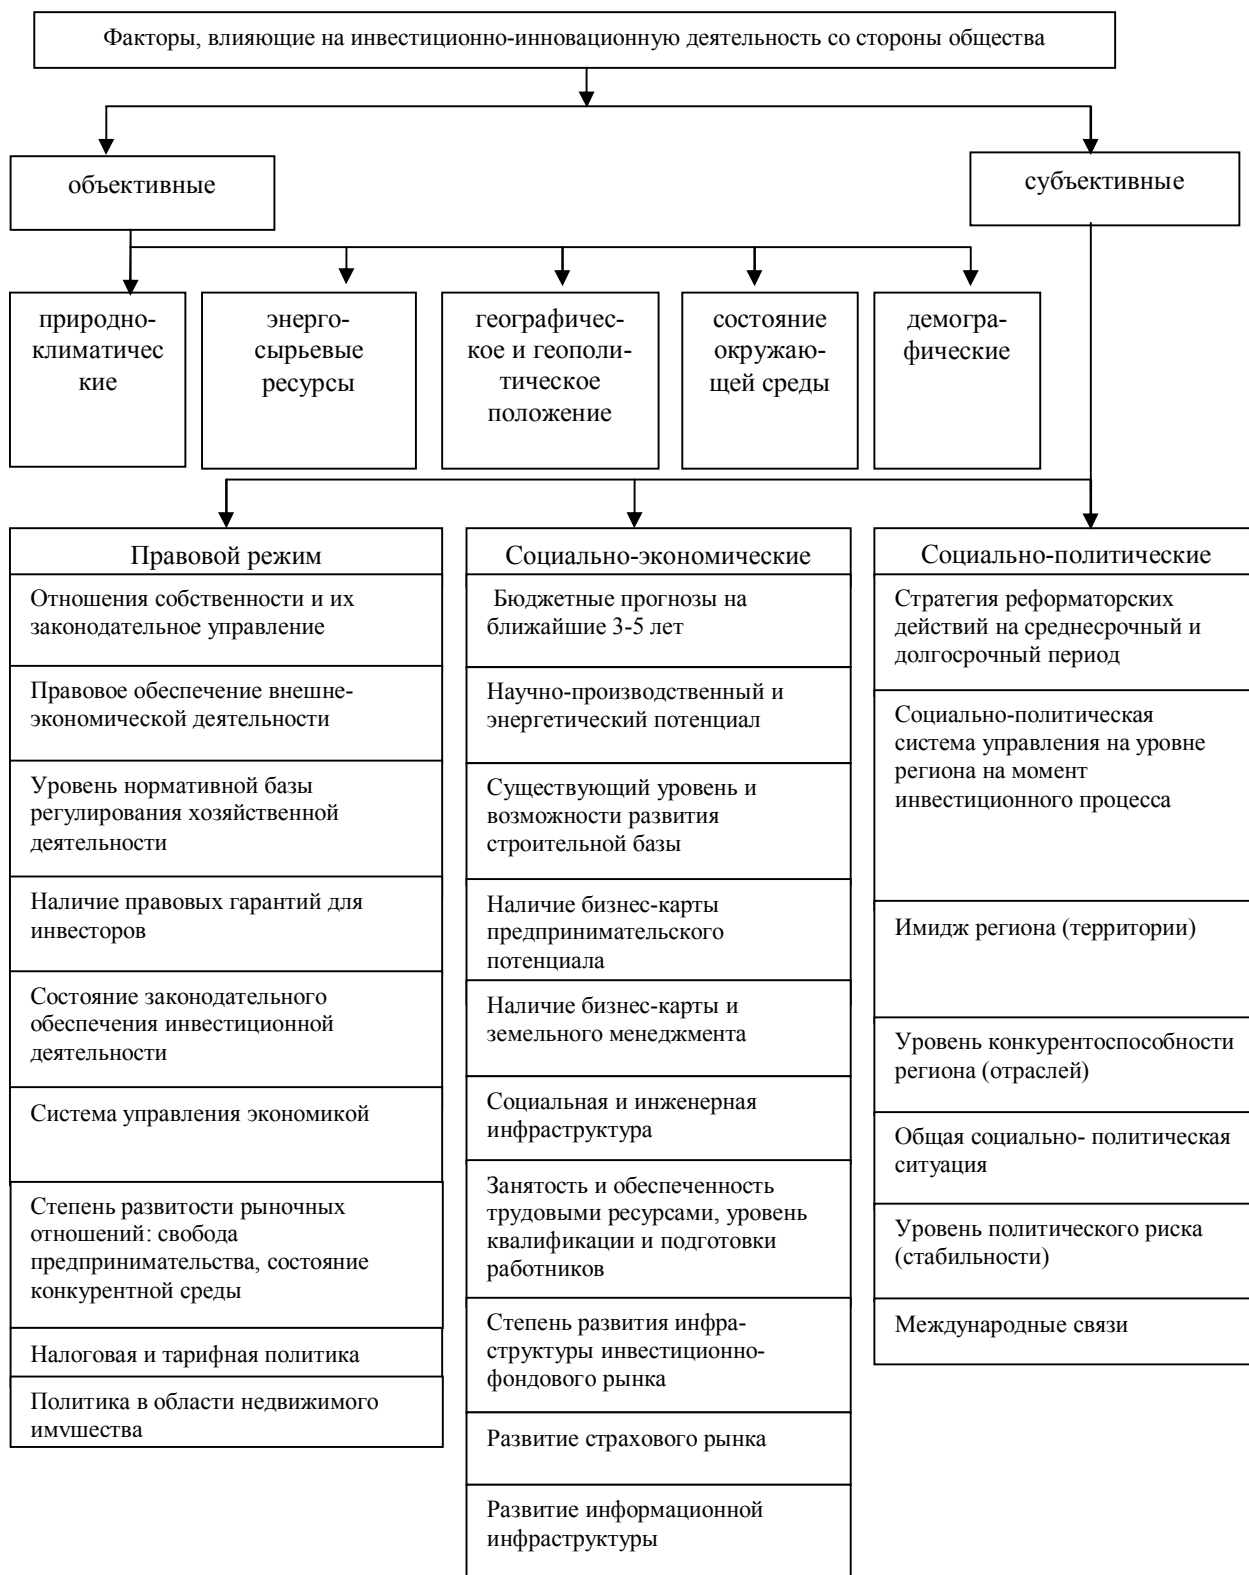 Факторы, влияющие на инвестиционно-инновационную деятельность со стороны общества
объективные
субъективные
природно-
климатичес
кие
энерго-
сырьевые
ресурсы
географичес-
кое и геополи-
тическое
положение
состояние
окружаю-
щей среды
демогра-
фические
Правовой режим
Отношения собственности и их
законодательное управление
Правовое обеспечение внешне-
экономической деятельности
Уровень нормативной базы
регулирования хозяйственной
деятельности
Наличие правовых гарантий для
инвесторов
Состояние законодательного
обеспечения инвестиционной
деятельности
Система управления экономикой
Степень развитости рыночных
отношений: свобода
предпринимательства, состояние
конкурентной среды
Налоговая и тарифная политика
Политика в области недвижимого
имущества
Социально-экономические
Бюджетные прогнозы на
ближайшие 3-5 лет
Научно-производственный и
энергетический потенциал
Существующий уровень и
возможности развития
строительной базы
Наличие бизнес-карты
предпринимательского
потенциала
Наличие бизнес-карты и
земельного менеджмента
Социальная и инженерная
инфраструктура
Занятость и обеспеченность
трудовыми ресурсами, уровень
квалификации и подготовки
работников
Степень развития инфра-
структуры инвестиционно-
фондового рынка
Развитие страхового рынка
Развитие информационной
инфраструктуры
Социально-политические
Стратегия реформаторских
действий на среднесрочный и
долгосрочный период
Социально-политическая
система управления на уровне
региона на момент
инвестиционного процесса
Имидж региона (территории)
Уровень конкурентоспособности
региона (отраслей)
Общая социально- политическая
ситуация
Уровень политического риска
(стабильности)
Международные связи